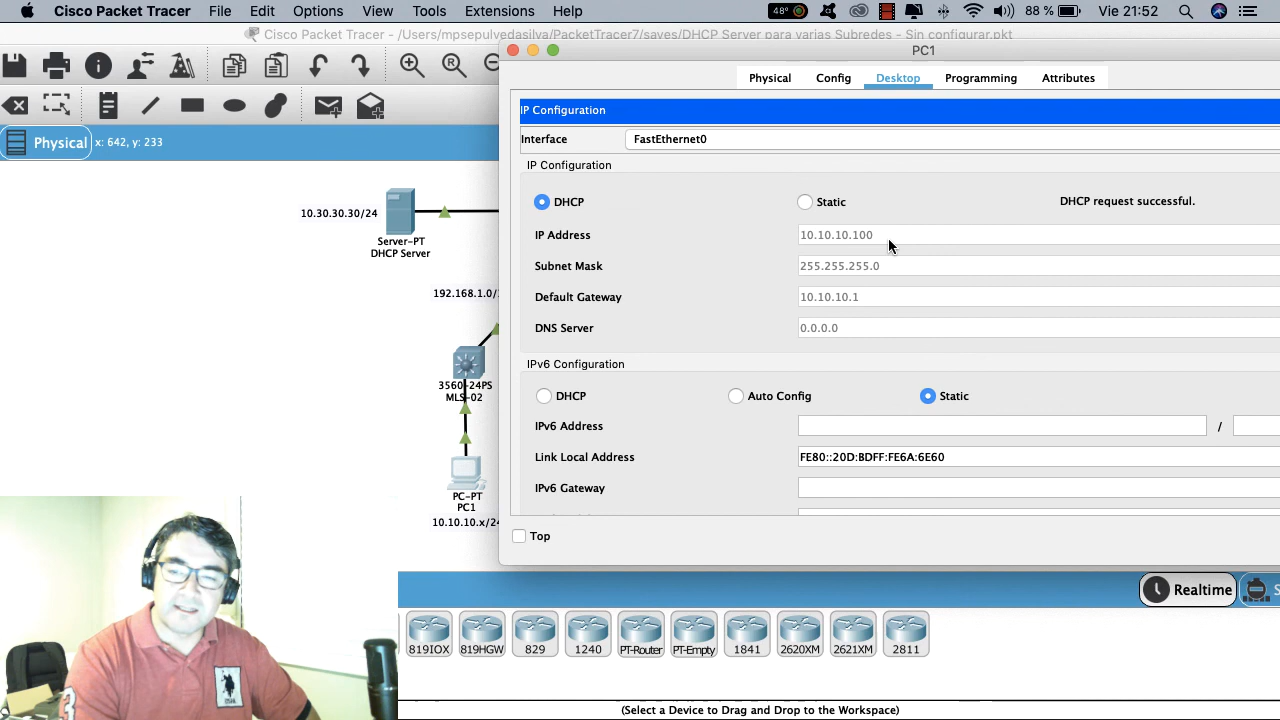 Cisco Packet Tracer File Edit Options View Tools Extensions Help 48° 88 % Vie 21:52
Cisco Packet Tracer - /Users/mpsepulvedasilva/PacketTracer7/saves/DHCP Server para varias Subredes - Sin configurar.pkt
PC1
Physical Config Desktop Programming Attributes
IP Configuration
Interface FastEthernet0
IP Configuration
DHCP Static DHCP request successful.
IP Address 10.10.10.100
Subnet Mask 255.255.255.0
Default Gateway 10.10.10.1
DNS Server 0.0.0.0
IPv6 Configuration
DHCP Auto Config Static
IPv6 Address /
Link Local Address FE80::20D:BDFF:FE6A:6E60
IPv6 Gateway
Top
Physical x: 642, y: 233
10.30.30.30/24
Server-PT
DHCP Server
192.168.1.0/
3560-24PS
MLS-02
PC-PT
PC1
10.10.10.x/24
Realtime
819IOX 819HGW 829 1240 PT-Router PT-Empty 1841 2620XM 2621XM 2811
(Select a Device to Drag and Drop to the Workspace)